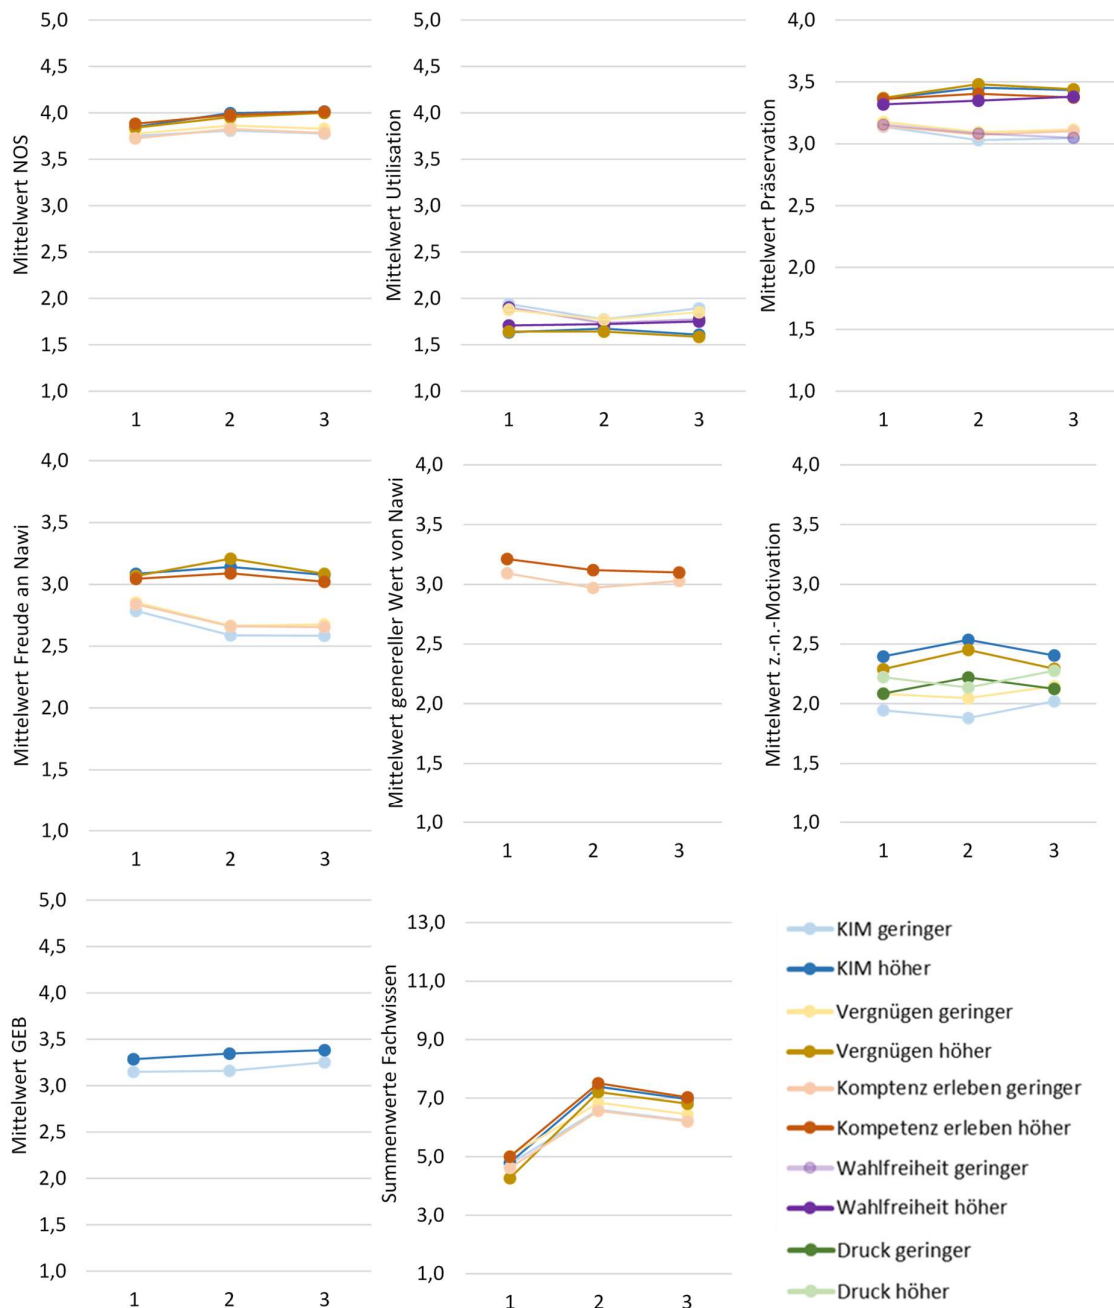 Mittelwert NOS
5,0
4,5
4,0
3,5
3,0
2,5
2,0
1,5
1,0
1 2 3
Mittelwert Utilisation
5,0
4,5
4,0
3,5
3,0
2,5
2,0
1,5
1,0
1 2 3
Mittelwert Präservation
4,0
3,5
3,0
2,5
2,0
1,5
1,0
1 2 3
Mittelwert Freude an Nawi
4,0
3,5
3,0
2,5
2,0
1,5
1,0
1 2 3
Mittelwert genereller Wert von Nawi
4,0
3,5
3,0
2,5
2,0
1,5
1,0
1 2 3
Mittelwert z.-n.-Motivation
4,0
3,5
3,0
2,5
2,0
1,5
1,0
1 2 3
Mittelwert GEB
5,0
4,5
4,0
3,5
3,0
2,5
2,0
1,5
1,0
1 2 3
Summenwerte Fachwissen
13,0
11,0
9,0
7,0
5,0
3,0
1,0
1 2 3
KIM geringer
KIM höher
Vergnügen geringer
Vergnügen höher
Komptenz erleben geringer
Kompetenz erleben höher
Wahlfreiheit geringer
Wahlfreiheit höher
Druck geringer
Druck höher